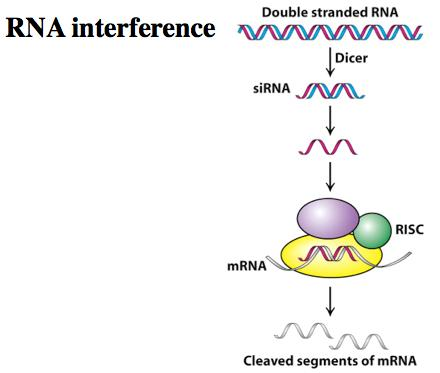 RNA interference
Double stranded RNA
Dicer
siRNA
RISC
mRNA
Cleaved segments of mRNA